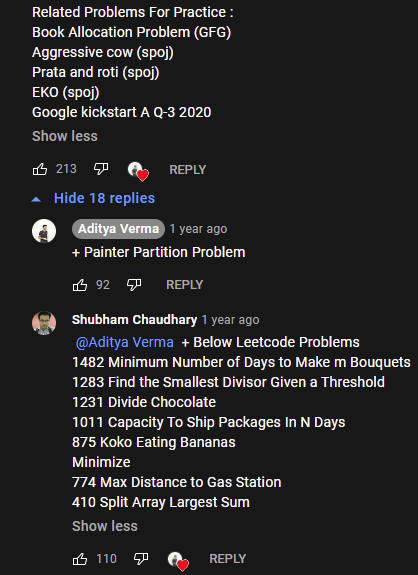 Related Problems For Practice :
Book Allocation Problem (GFG)
Aggressive cow (spoj)
Prata and roti (spoj)
EKO (spoj)
Google kickstart A Q-3 2020
Show less
213 REPLY
Hide 18 replies
Aditya Verma 1 year ago
+ Painter Partition Problem
92 REPLY
Shubham Chaudhary 1 year ago
@Aditya Verma + Below Leetcode Problems
1482 Minimum Number of Days to Make m Bouquets
1283 Find the Smallest Divisor Given a Threshold
1231 Divide Chocolate
1011 Capacity To Ship Packages In N Days
875 Koko Eating Bananas
Minimize
774 Max Distance to Gas Station
410 Split Array Largest Sum
Show less
110 REPLY